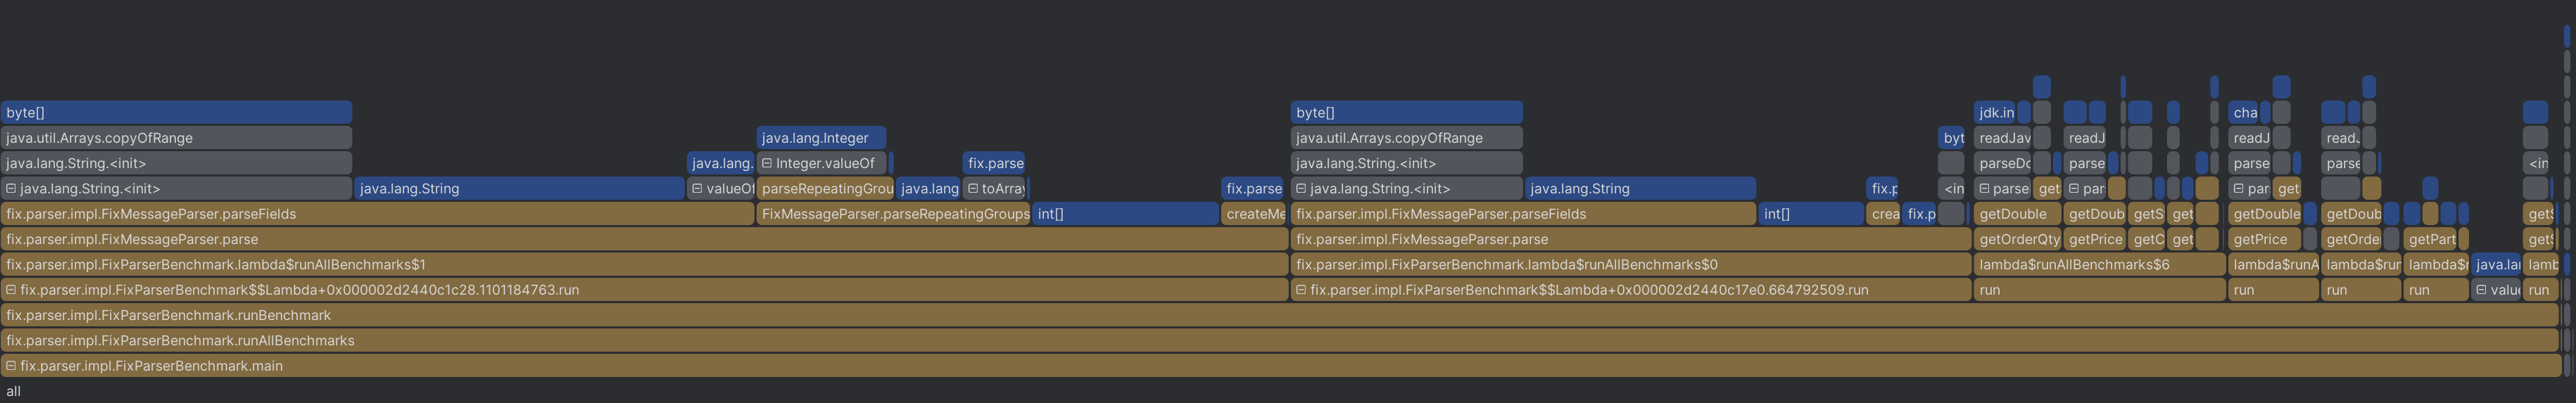 byte[] byte[] jdk.in cha
java.util.Arrays.copyOfRange java.lang.Integer java.util.Arrays.copyOfRange byt readJav readJ readJ readJ
java.lang.String.<init> java.lang. Integer.valueOf fix.parse java.lang.String.<init> parseDo parse parse parse <in
java.lang.String.<init> java.lang.String valueOf parseRepeatingGrou java.lang toArray fix.parse java.lang.String.<init> java.lang.String fix.p <in parse get par par get
fix.parser.impl.FixMessageParser.parseFields FixMessageParser.parseRepeatingGroups int[] createMe fix.parser.impl.FixMessageParser.parseFields int[] crea fix.p getDouble getDoub getS get getDouble getDoub getS
fix.parser.impl.FixMessageParser.parse fix.parser.impl.FixMessageParser.parse getOrderQty getPrice getC get getPrice getOrde getPart getS
fix.parser.impl.FixParserBenchmark.lambda$runAllBenchmarks$1 fix.parser.impl.FixParserBenchmark.lambda$runAllBenchmarks$0 lambda$runAllBenchmarks$6 lambda$runA lambda$run lambda$r java.lan lamb
fix.parser.impl.FixParserBenchmark$$Lambda+0x000002d2440c1c28.1101184763.run fix.parser.impl.FixParserBenchmark$$Lambda+0x000002d2440c17e0.664792509.run run run run run value run
fix.parser.impl.FixParserBenchmark.runBenchmark
fix.parser.impl.FixParserBenchmark.runAllBenchmarks
fix.parser.impl.FixParserBenchmark.main
all